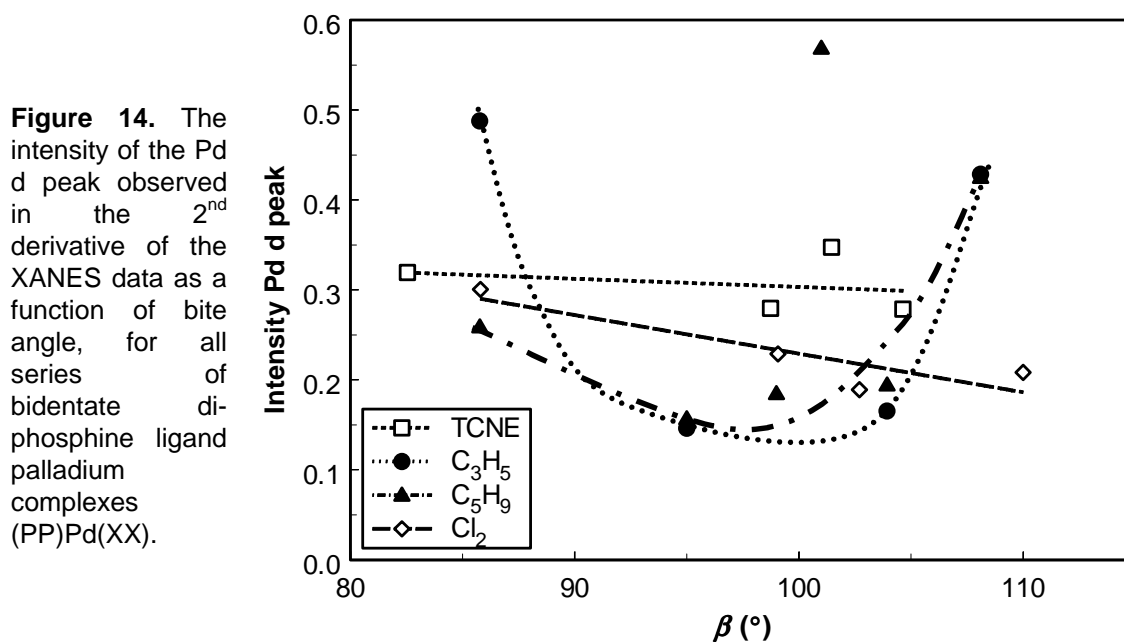 Figure 14. The
intensity of the Pd
d peak observed
in the 2nd
derivative of the
XANES data as a
function of bite
angle, for all
series of
bidentate di-
phosphine ligand
palladium
complexes
(PP)Pd(XX).
Intensity Pd d peak
0.6
0.5
0.4
0.3
0.2
0.1
0.0
TCNE
C3H5
C5H9
Cl2
80 90 100 110
β (°)